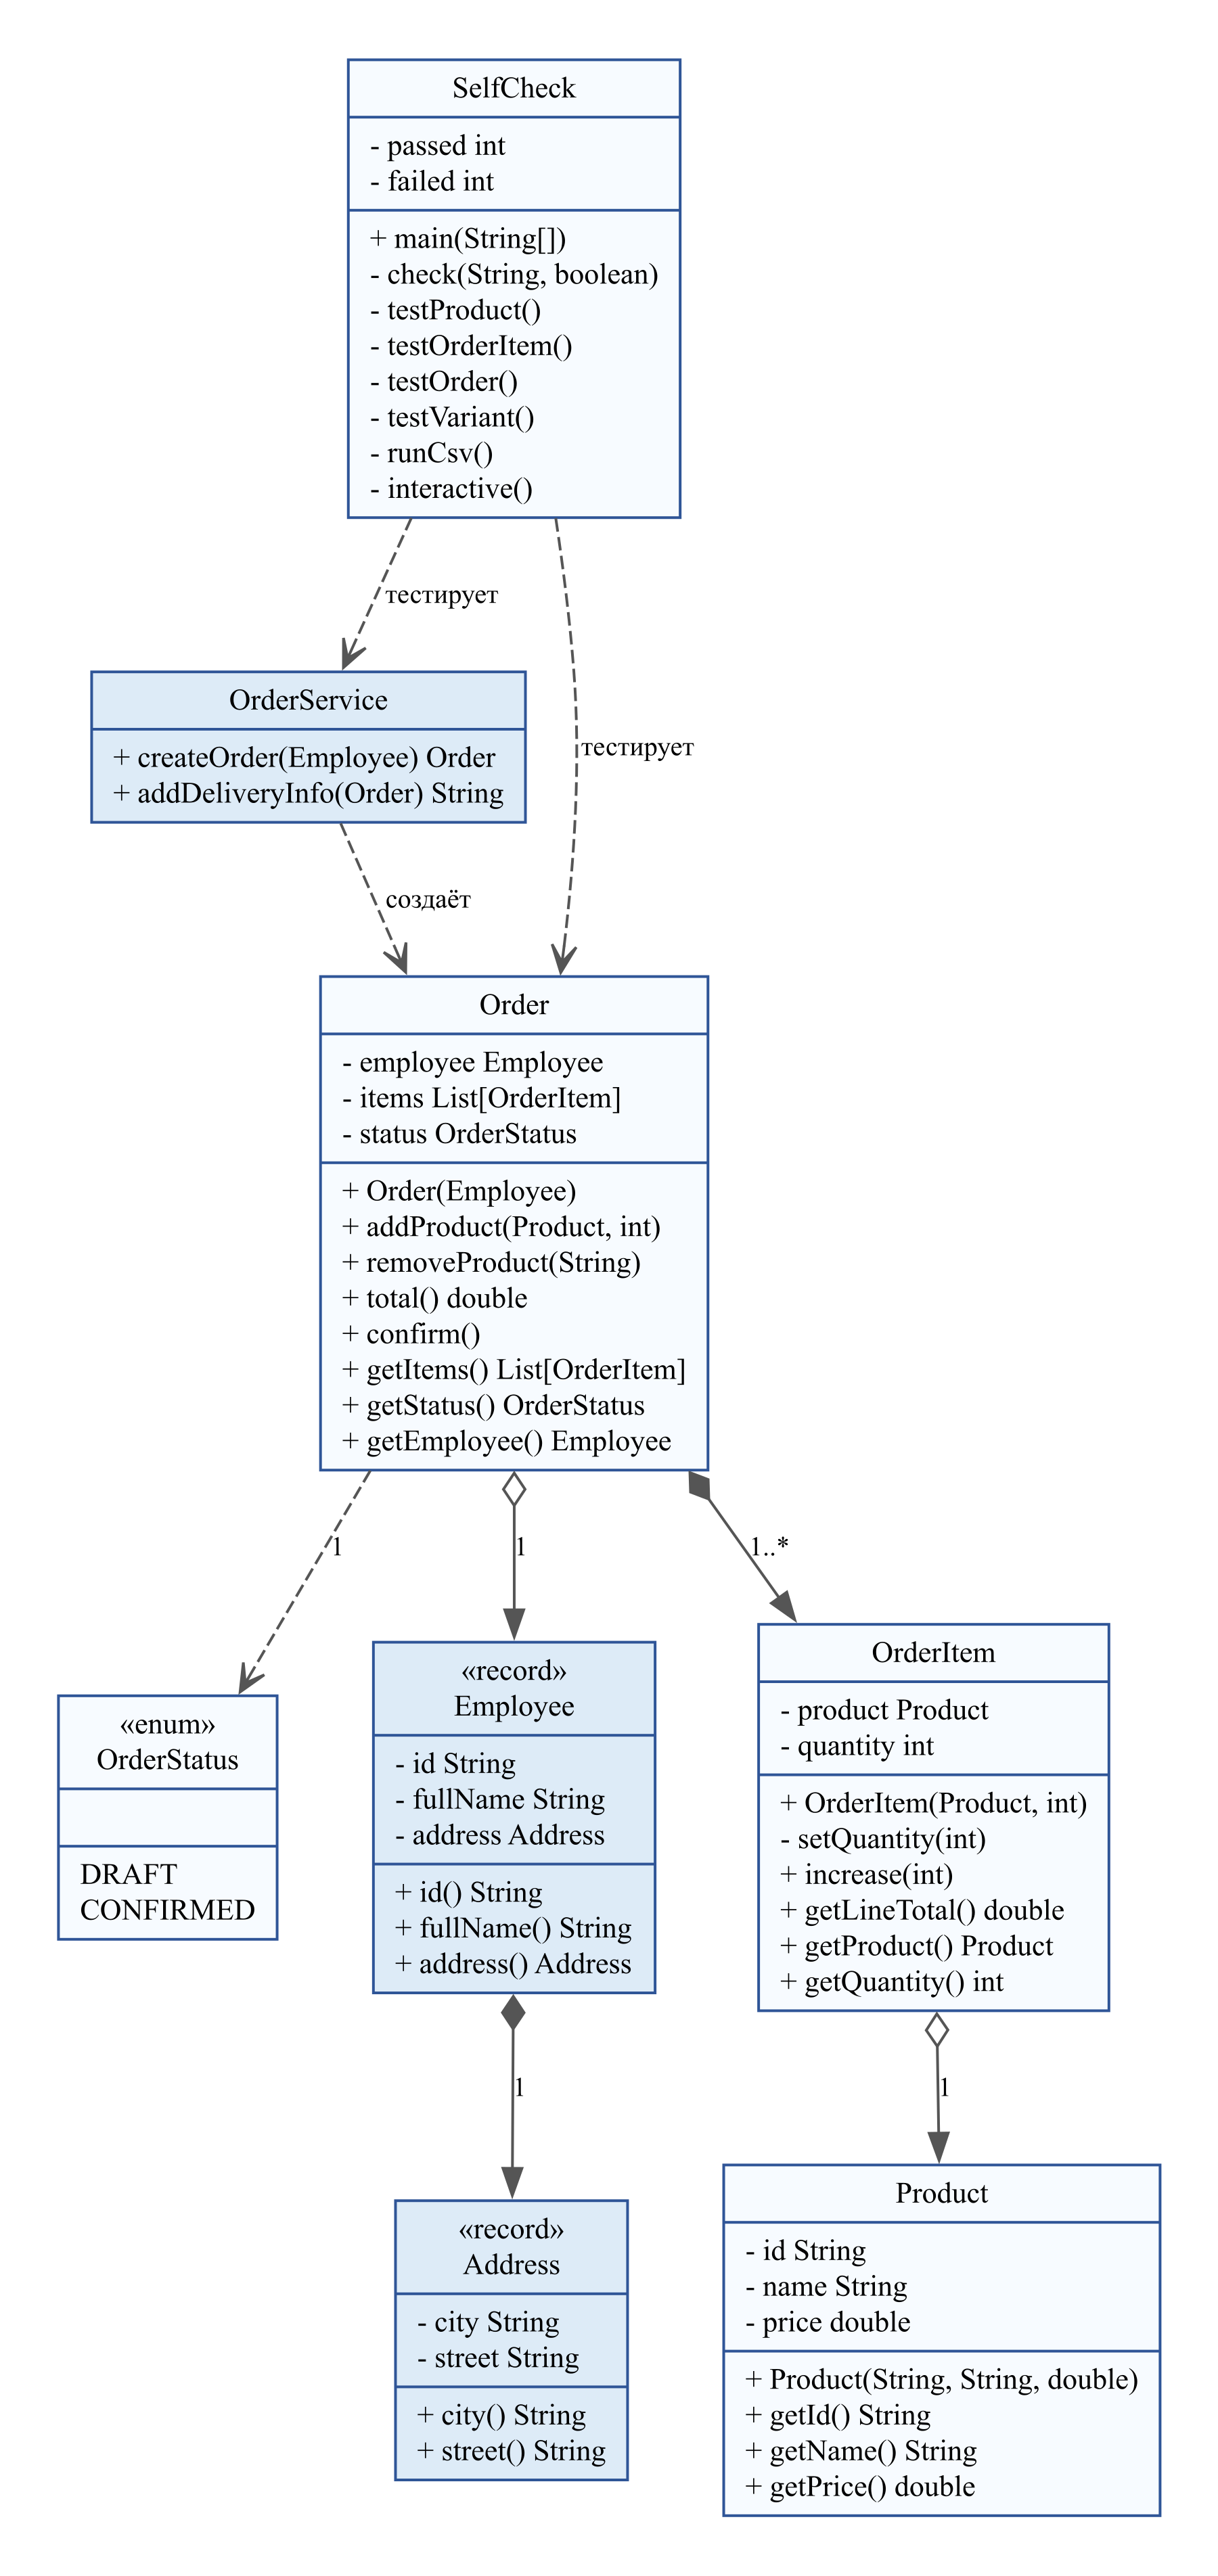 SelfCheck
- passed int
- failed int
+ main(String[])
- check(String, boolean)
- testProduct()
- testOrderItem()
- testOrder()
- testVariant()
- runCsv()
- interactive()
тестирует
тестирует
OrderService
+ createOrder(Employee) Order
+ addDeliveryInfo(Order) String
создаёт
Order
- employee Employee
- items List[OrderItem]
- status OrderStatus
+ Order(Employee)
+ addProduct(Product, int)
+ removeProduct(String)
+ total() double
+ confirm()
+ getItems() List[OrderItem]
+ getStatus() OrderStatus
+ getEmployee() Employee
1
1
1..*
«enum»
OrderStatus
DRAFT
CONFIRMED
«record»
Employee
- id String
- fullName String
- address Address
+ id() String
+ fullName() String
+ address() Address
OrderItem
- product Product
- quantity int
+ OrderItem(Product, int)
- setQuantity(int)
+ increase(int)
+ getLineTotal() double
+ getProduct() Product
+ getQuantity() int
1
1
«record»
Address
- city String
- street String
+ city() String
+ street() String
Product
- id String
- name String
- price double
+ Product(String, String, double)
+ getId() String
+ getName() String
+ getPrice() double